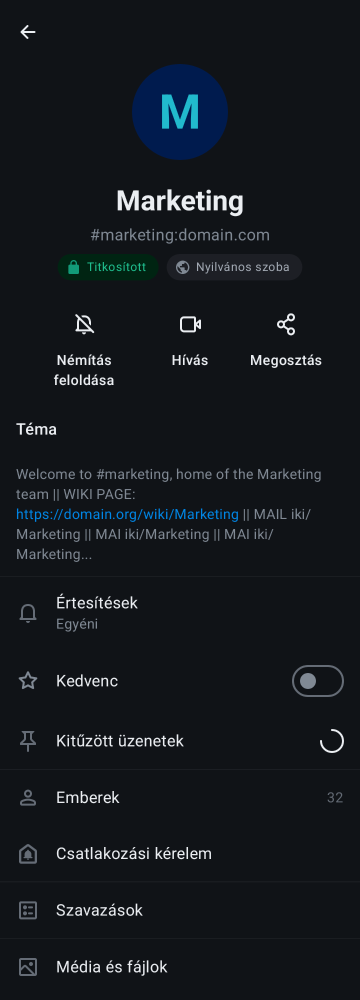 M
Marketing
#marketing:domain.com
Titkosított
Nyilvános szoba
Némítás
feloldása
Hívás
Megosztás
Téma
Welcome to #marketing, home of the Marketing
team || WIKI PAGE:
https://domain.org/wiki/Marketing || MAIL iki/
Marketing || MAI iki/Marketing || MAI iki/
Marketing...
Értesítések
Egyéni
Kedvenc
Kitűzött üzenetek
Emberek
32
Csatlakozási kérelem
Szavazások
Média és fájlok